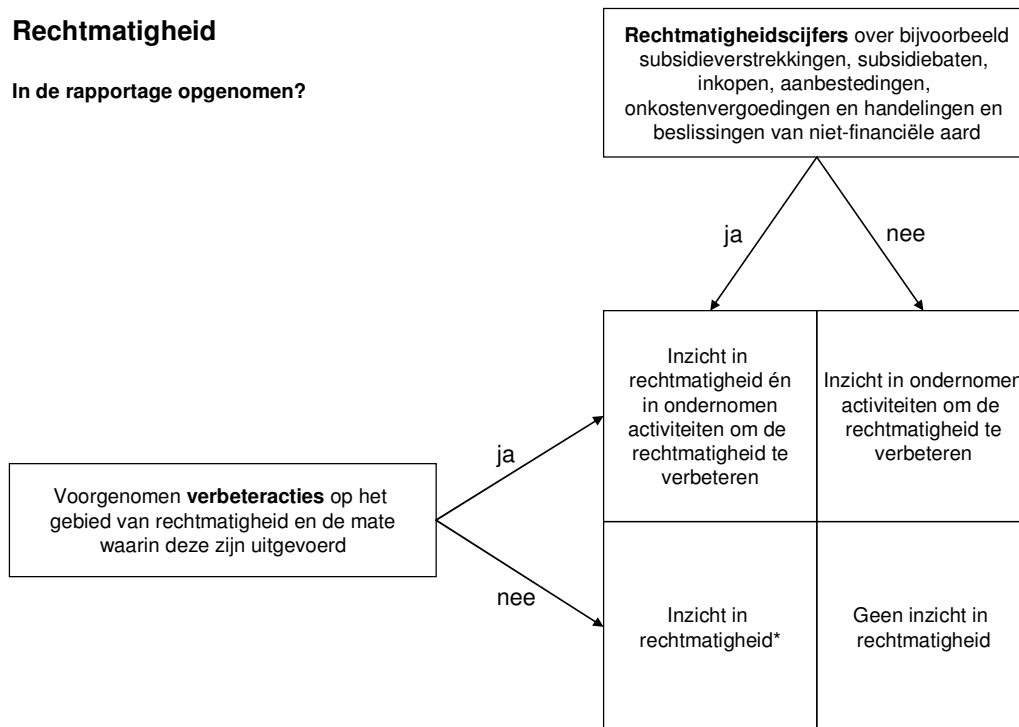 Rechtmatigheid
In de rapportage opgenomen?
Rechtmatigheidscijfers over bijvoorbeeld
subsidieverstrekkingen, subsidiebaten,
inkopen, aanbestedingen,
onkostenvergoedingen en handelingen en
beslissingen van niet-financiële aard
ja
nee
Inzicht in
rechtmatigheid én
in ondernomen
activiteiten om de
rechtmatigheid te
verbeteren
Inzicht in ondernomen
activiteiten om de
rechtmatigheid te
verbeteren
ja
Voorgenomen verbeteracties op het
gebied van rechtmatigheid en de mate
waarin deze zijn uitgevoerd
nee
Inzicht in
rechtmatigheid*
Geen inzicht in
rechtmatigheid